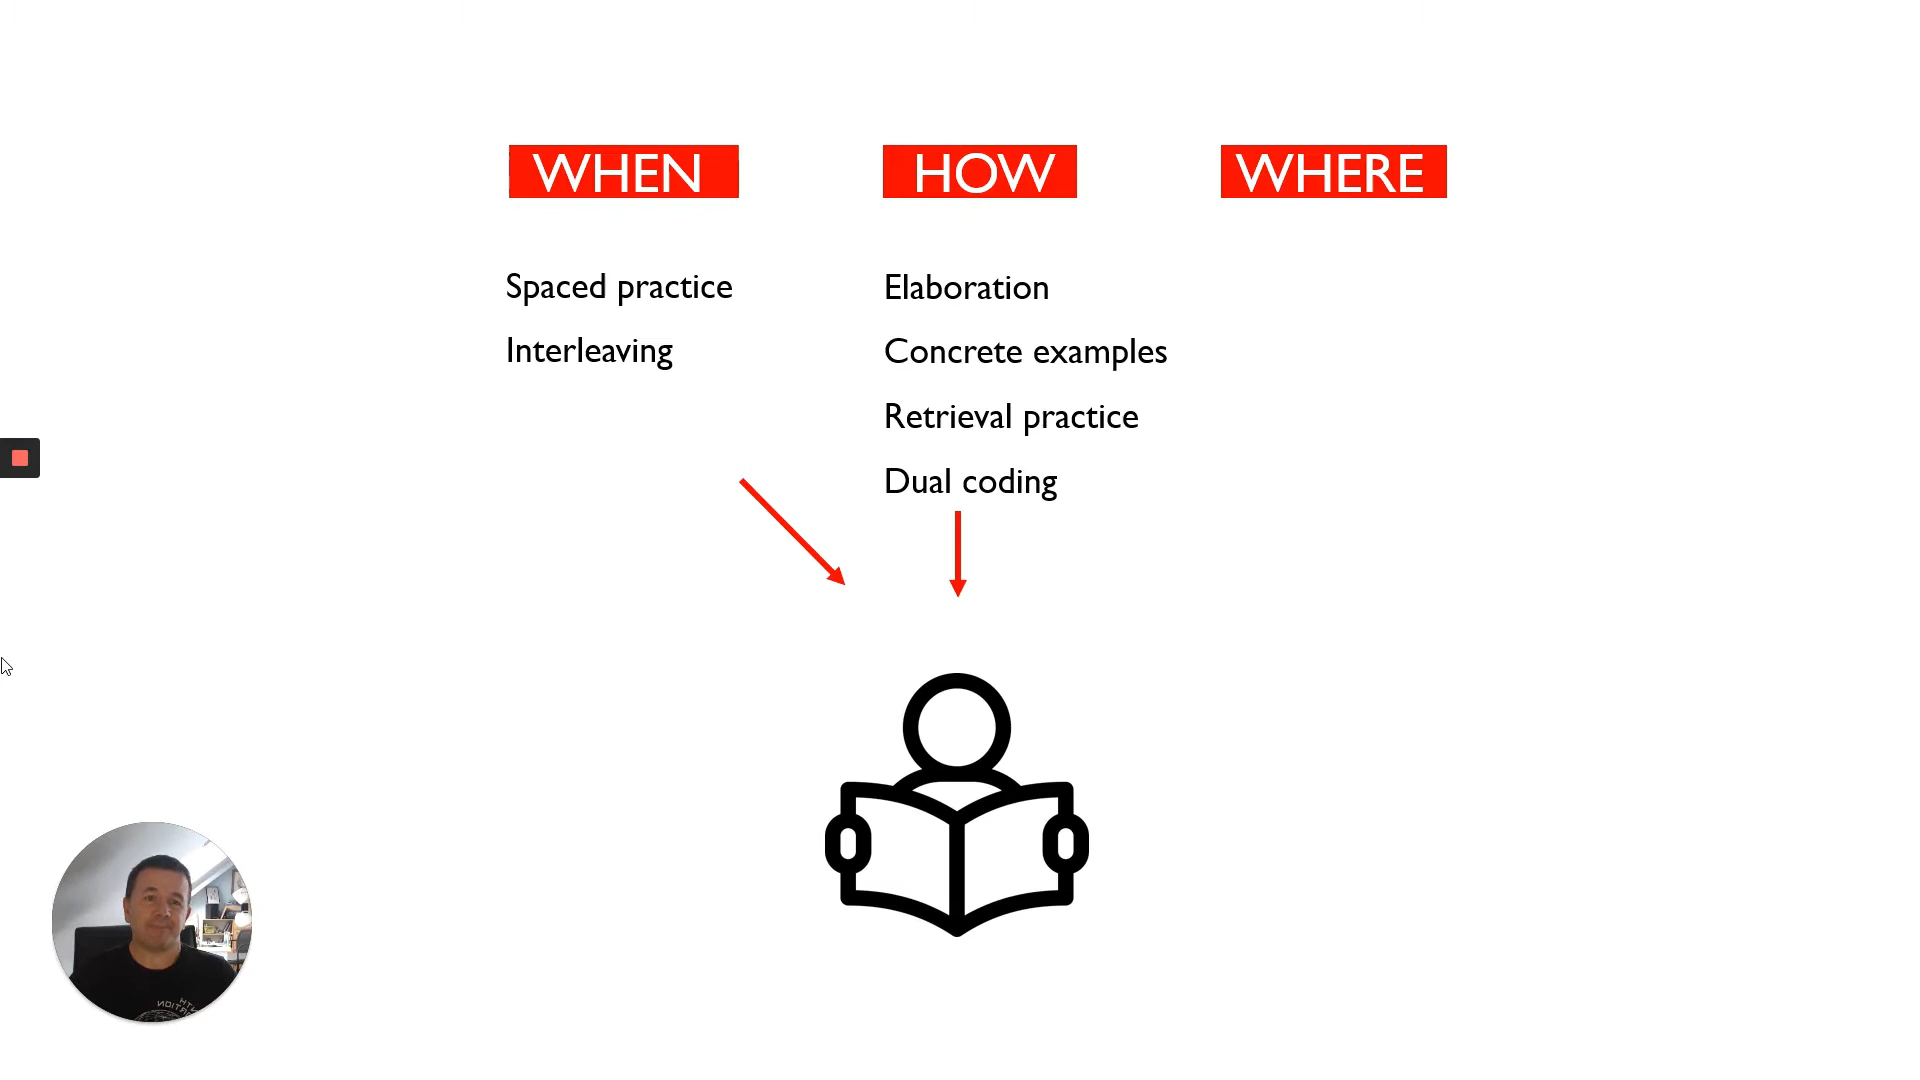 WHEN
HOW
WHERE
Spaced practice
Interleaving
Elaboration
Concrete examples
Retrieval practice
Dual coding